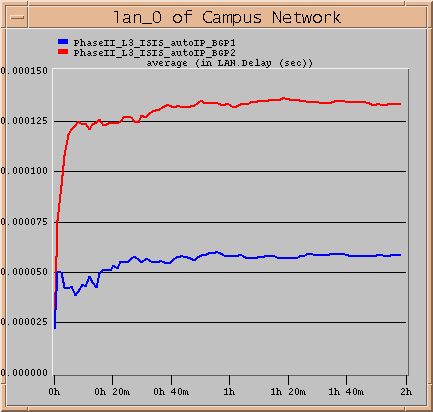 lan_0 of Campus Network
PhaseII_L3_ISIS_autoIP_BGP1
PhaseII_L3_ISIS_autoIP_BGP2
average (in LAN.Delay (sec))
0.000150
0.000125
0.000100
0.000075
0.000050
0.000025
0.000000
0h 0h 20m 0h 40m 1h 1h 20m 1h 40m 2h